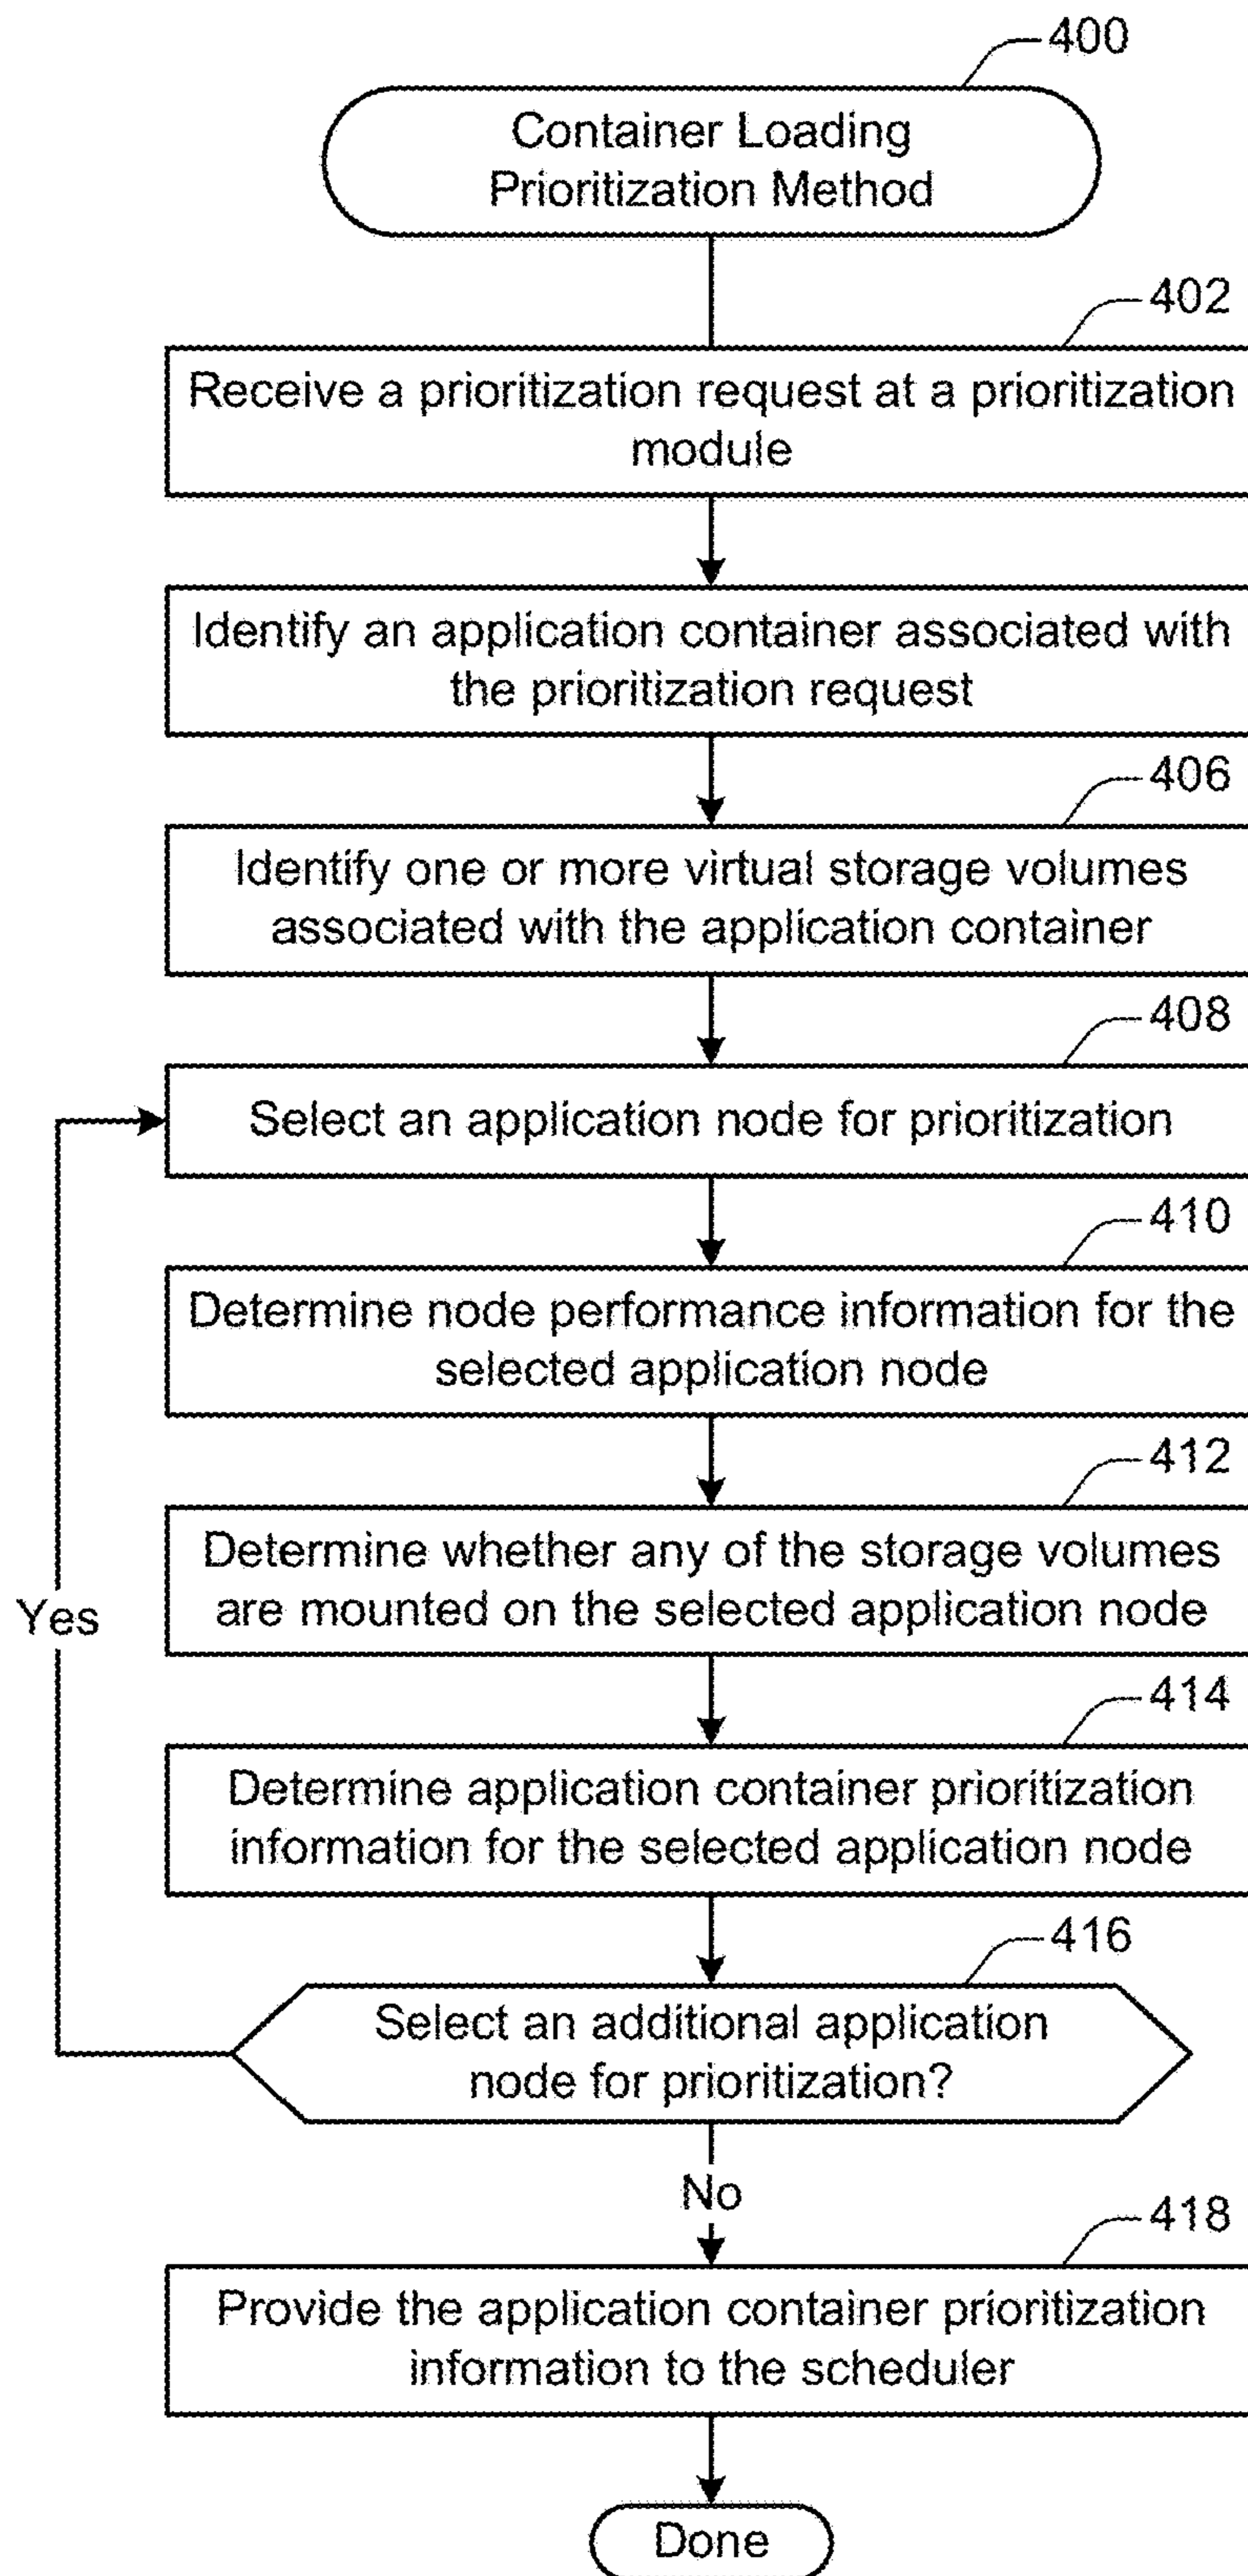 400
Container Loading
Prioritization Method
402
Receive a prioritization request at a prioritization
module
Identify an application container associated with
the prioritization request
406
Identify one or more virtual storage volumes
associated with the application container
408
Select an application node for prioritization
410
Determine node performance information for the
selected application node
412
Determine whether any of the storage volumes
are mounted on the selected application node
Yes
414
Determine application container prioritization
information for the selected application node
416
Select an additional application
node for prioritization?
No
418
Provide the application container prioritization
information to the scheduler
Done